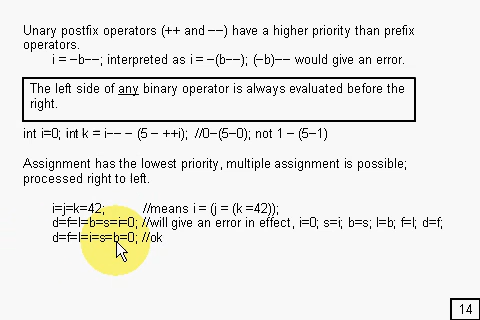 Unary postfix operators (++ and −−) have a higher priority than prefix
operators.
i = −b−−; interpreted as i = −(b−−); (−b)−− would give an error.
The left side of any binary operator is always evaluated before the
right.
int i=0; int k = i−− − (5 − ++i); //0−(5−0); not 1 − (5−1)
Assignment has the lowest priority, multiple assignment is possible;
processed right to left.
i=j=k=42; //means i = (j = (k =42));
d=f=l=b=s=i=0; //will give an error in effect, i=0; s=i; b=s; l=b; f=l; d=f;
d=f=l=i=s=b=0; //ok
14